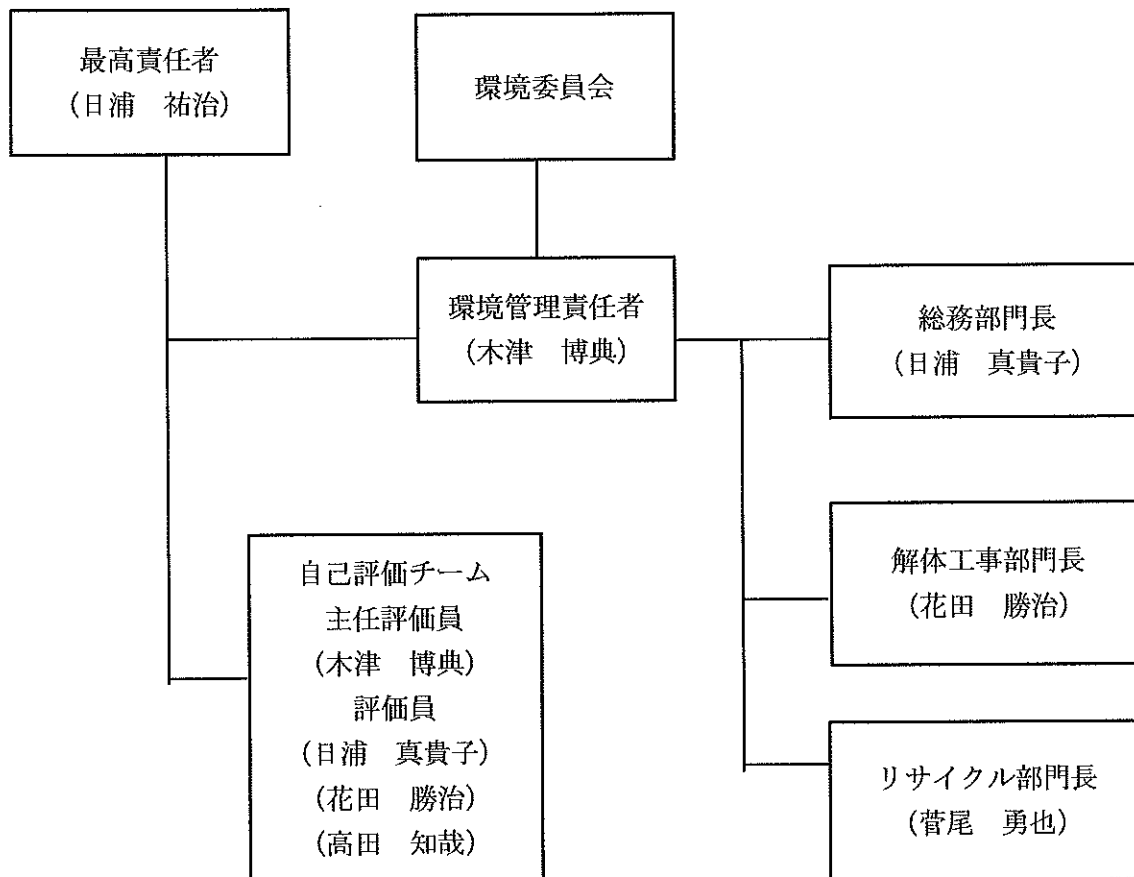 最高責任者
(日浦　祐治)
環境委員会
環境管理責任者
(木津　博典)
総務部門長
(日浦　真貴子)
解体工事部門長
(花田　勝治)
自己評価チーム
主任評価員
(木津　博典)
評価員
(日浦　真貴子)
(花田　勝治)
(高田　知哉)
リサイクル部門長
(菅尾　勇也)